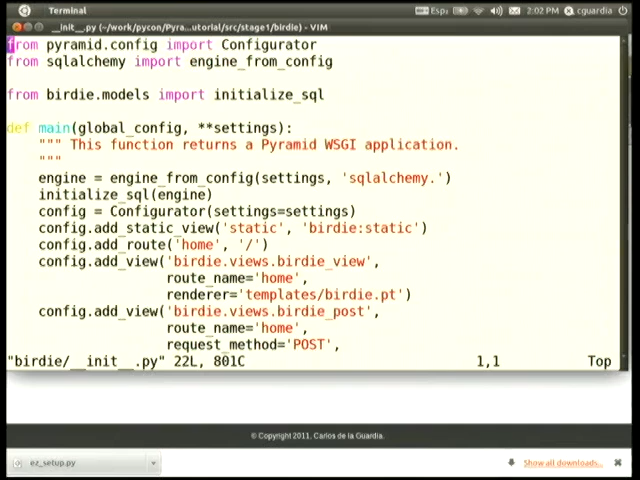 Terminal
Esp
2:02 PM
cguardia
__init__.py (~/work/pycon/Pyra...utorial/src/stage1/birdie) - VIM
from pyramid.config import Configurator
from sqlalchemy import engine_from_config
from birdie.models import initialize_sql
def main(global_config, **settings):
""" This function returns a Pyramid WSGI application.
"""
engine = engine_from_config(settings, 'sqlalchemy.')
initialize_sql(engine)
config = Configurator(settings=settings)
config.add_static_view('static', 'birdie:static')
config.add_route('home', '/')
config.add_view('birdie.views.birdie_view',
route_name='home',
renderer='templates/birdie.pt')
config.add_view('birdie.views.birdie_post',
route_name='home',
request_method='POST',
"birdie/__init__.py" 22L, 801C 1,1 Top
© Copyright 2011, Carlos de la Guardia.
ez_setup.py
Show all downloads...